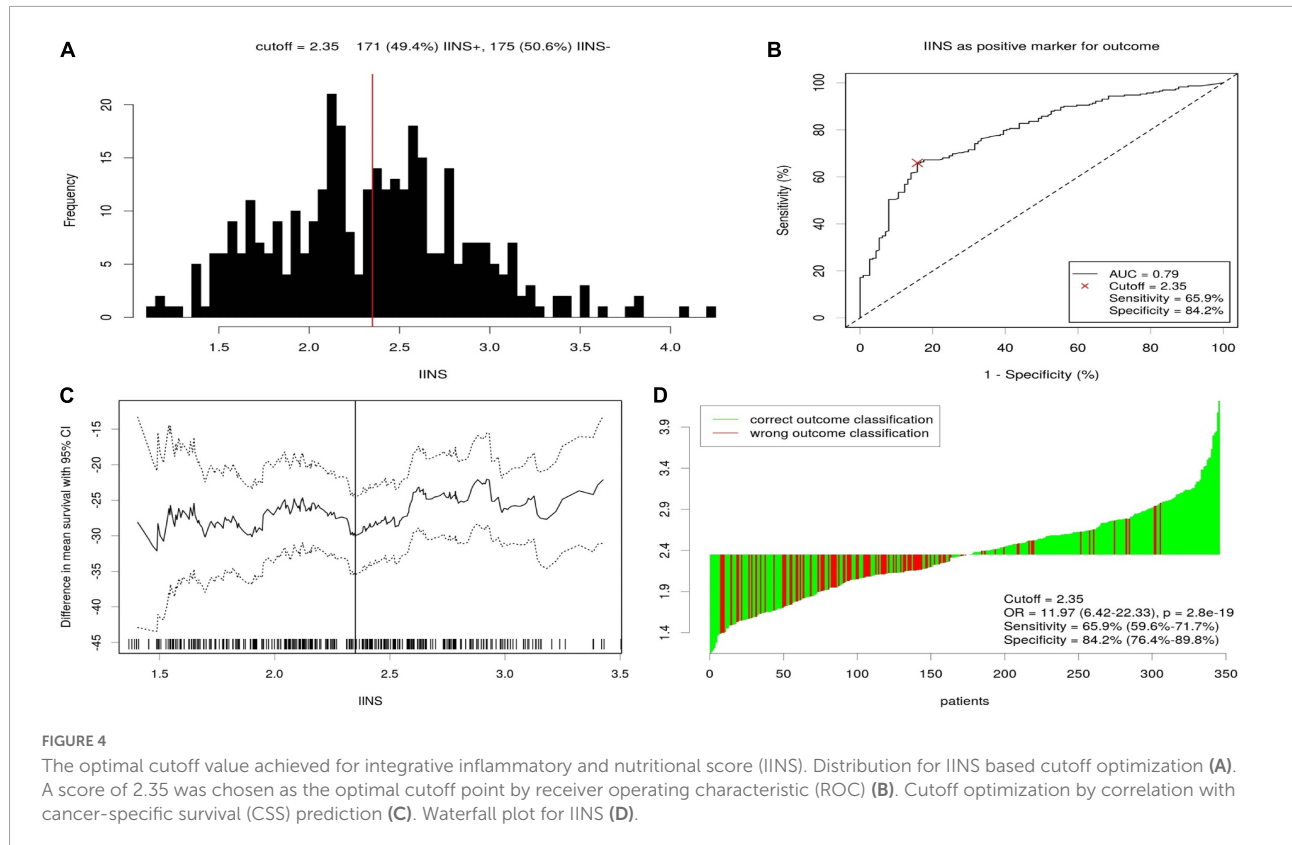 A
cutoff = 2.35 171 (49.4%) IINS+, 175 (50.6%) IINS-
Frequency
20
15
10
5
0
1.5 2.0 2.5 3.0 3.5 4.0
IINS
B
IINS as positive marker for outcome
Sensitivity (%)
100
80
60
40
20
0
AUC = 0.79
Cutoff = 2.35
Sensitivity = 65.9%
Specificity = 84.2%
0 20 40 60 80 100
1 - Specificity (%)
C
Difference in mean survival with 95% CI
-15
-20
-25
-30
-35
-40
-45
1.5 2.0 2.5 3.0 3.5
IINS
D
correct outcome classification
wrong outcome classification
3.9
3.4
2.9
2.4
1.9
1.4
Cutoff = 2.35
OR = 11.97 (6.42-22.33), p = 2.8e-19
Sensitivity = 65.9% (59.6%-71.7%)
Specificity = 84.2% (76.4%-89.8%)
0 50 100 150 200 250 300 350
patients
FIGURE 4
The optimal cutoff value achieved for integrative inflammatory and nutritional score (IINS). Distribution for IINS based cutoff optimization (A).
A score of 2.35 was chosen as the optimal cutoff point by receiver operating characteristic (ROC) (B). Cutoff optimization by correlation with
cancer-specific survival (CSS) prediction (C). Waterfall plot for IINS (D).